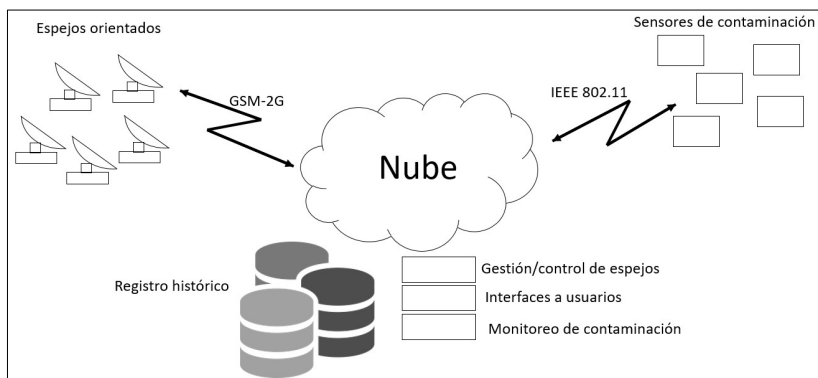 Espejos orientados
Sensores de contaminación
GSM-2G
IEEE 802.11
Nube
Registro histórico
Gestión/control de espejos
Interfaces a usuarios
Monitoreo de contaminación